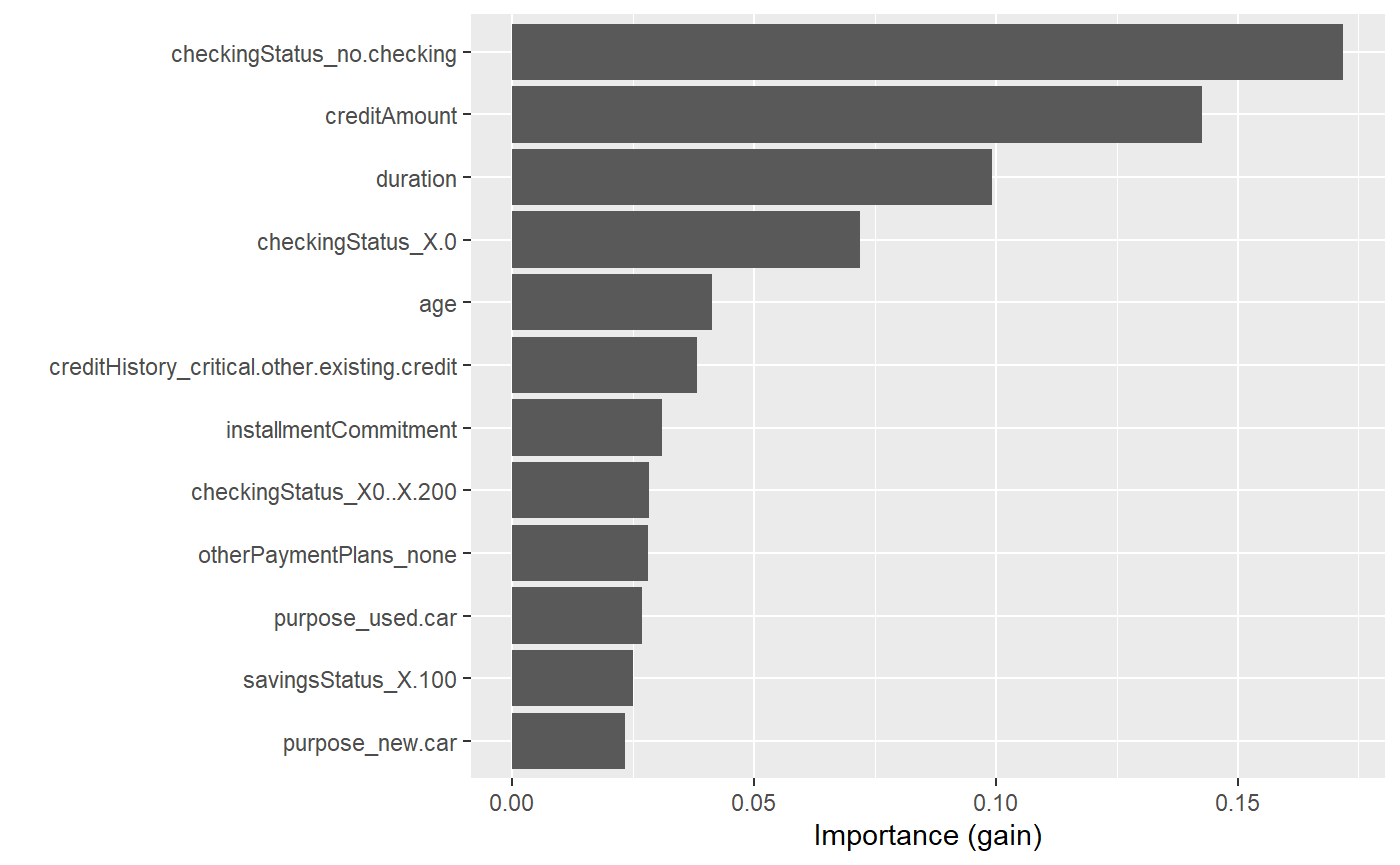 checkingStatus_no.checking
creditAmount
duration
checkingStatus_X.0
age
creditHistory_critical.other.existing.credit
installmentCommitment
checkingStatus_X0..X.200
otherPaymentPlans_none
purpose_used.car
savingsStatus_X.100
purpose_new.car
0.00 0.05 0.10 0.15
Importance (gain)